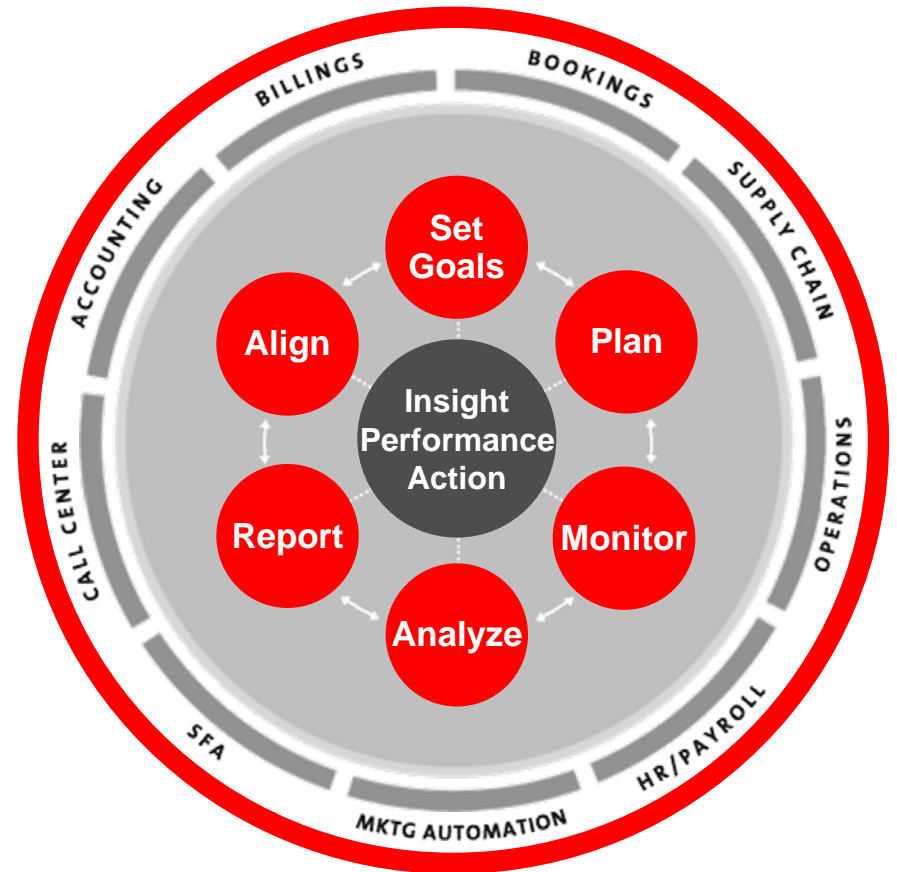 BILLINGS
BOOKINGS
SUPPLY CHAIN
OPERATIONS
HR/PAYROLL
MKTG AUTOMATION
SFA
CALL CENTER
ACCOUNTING
Set
Goals
Plan
Monitor
Analyze
Report
Align
Insight
Performance
Action